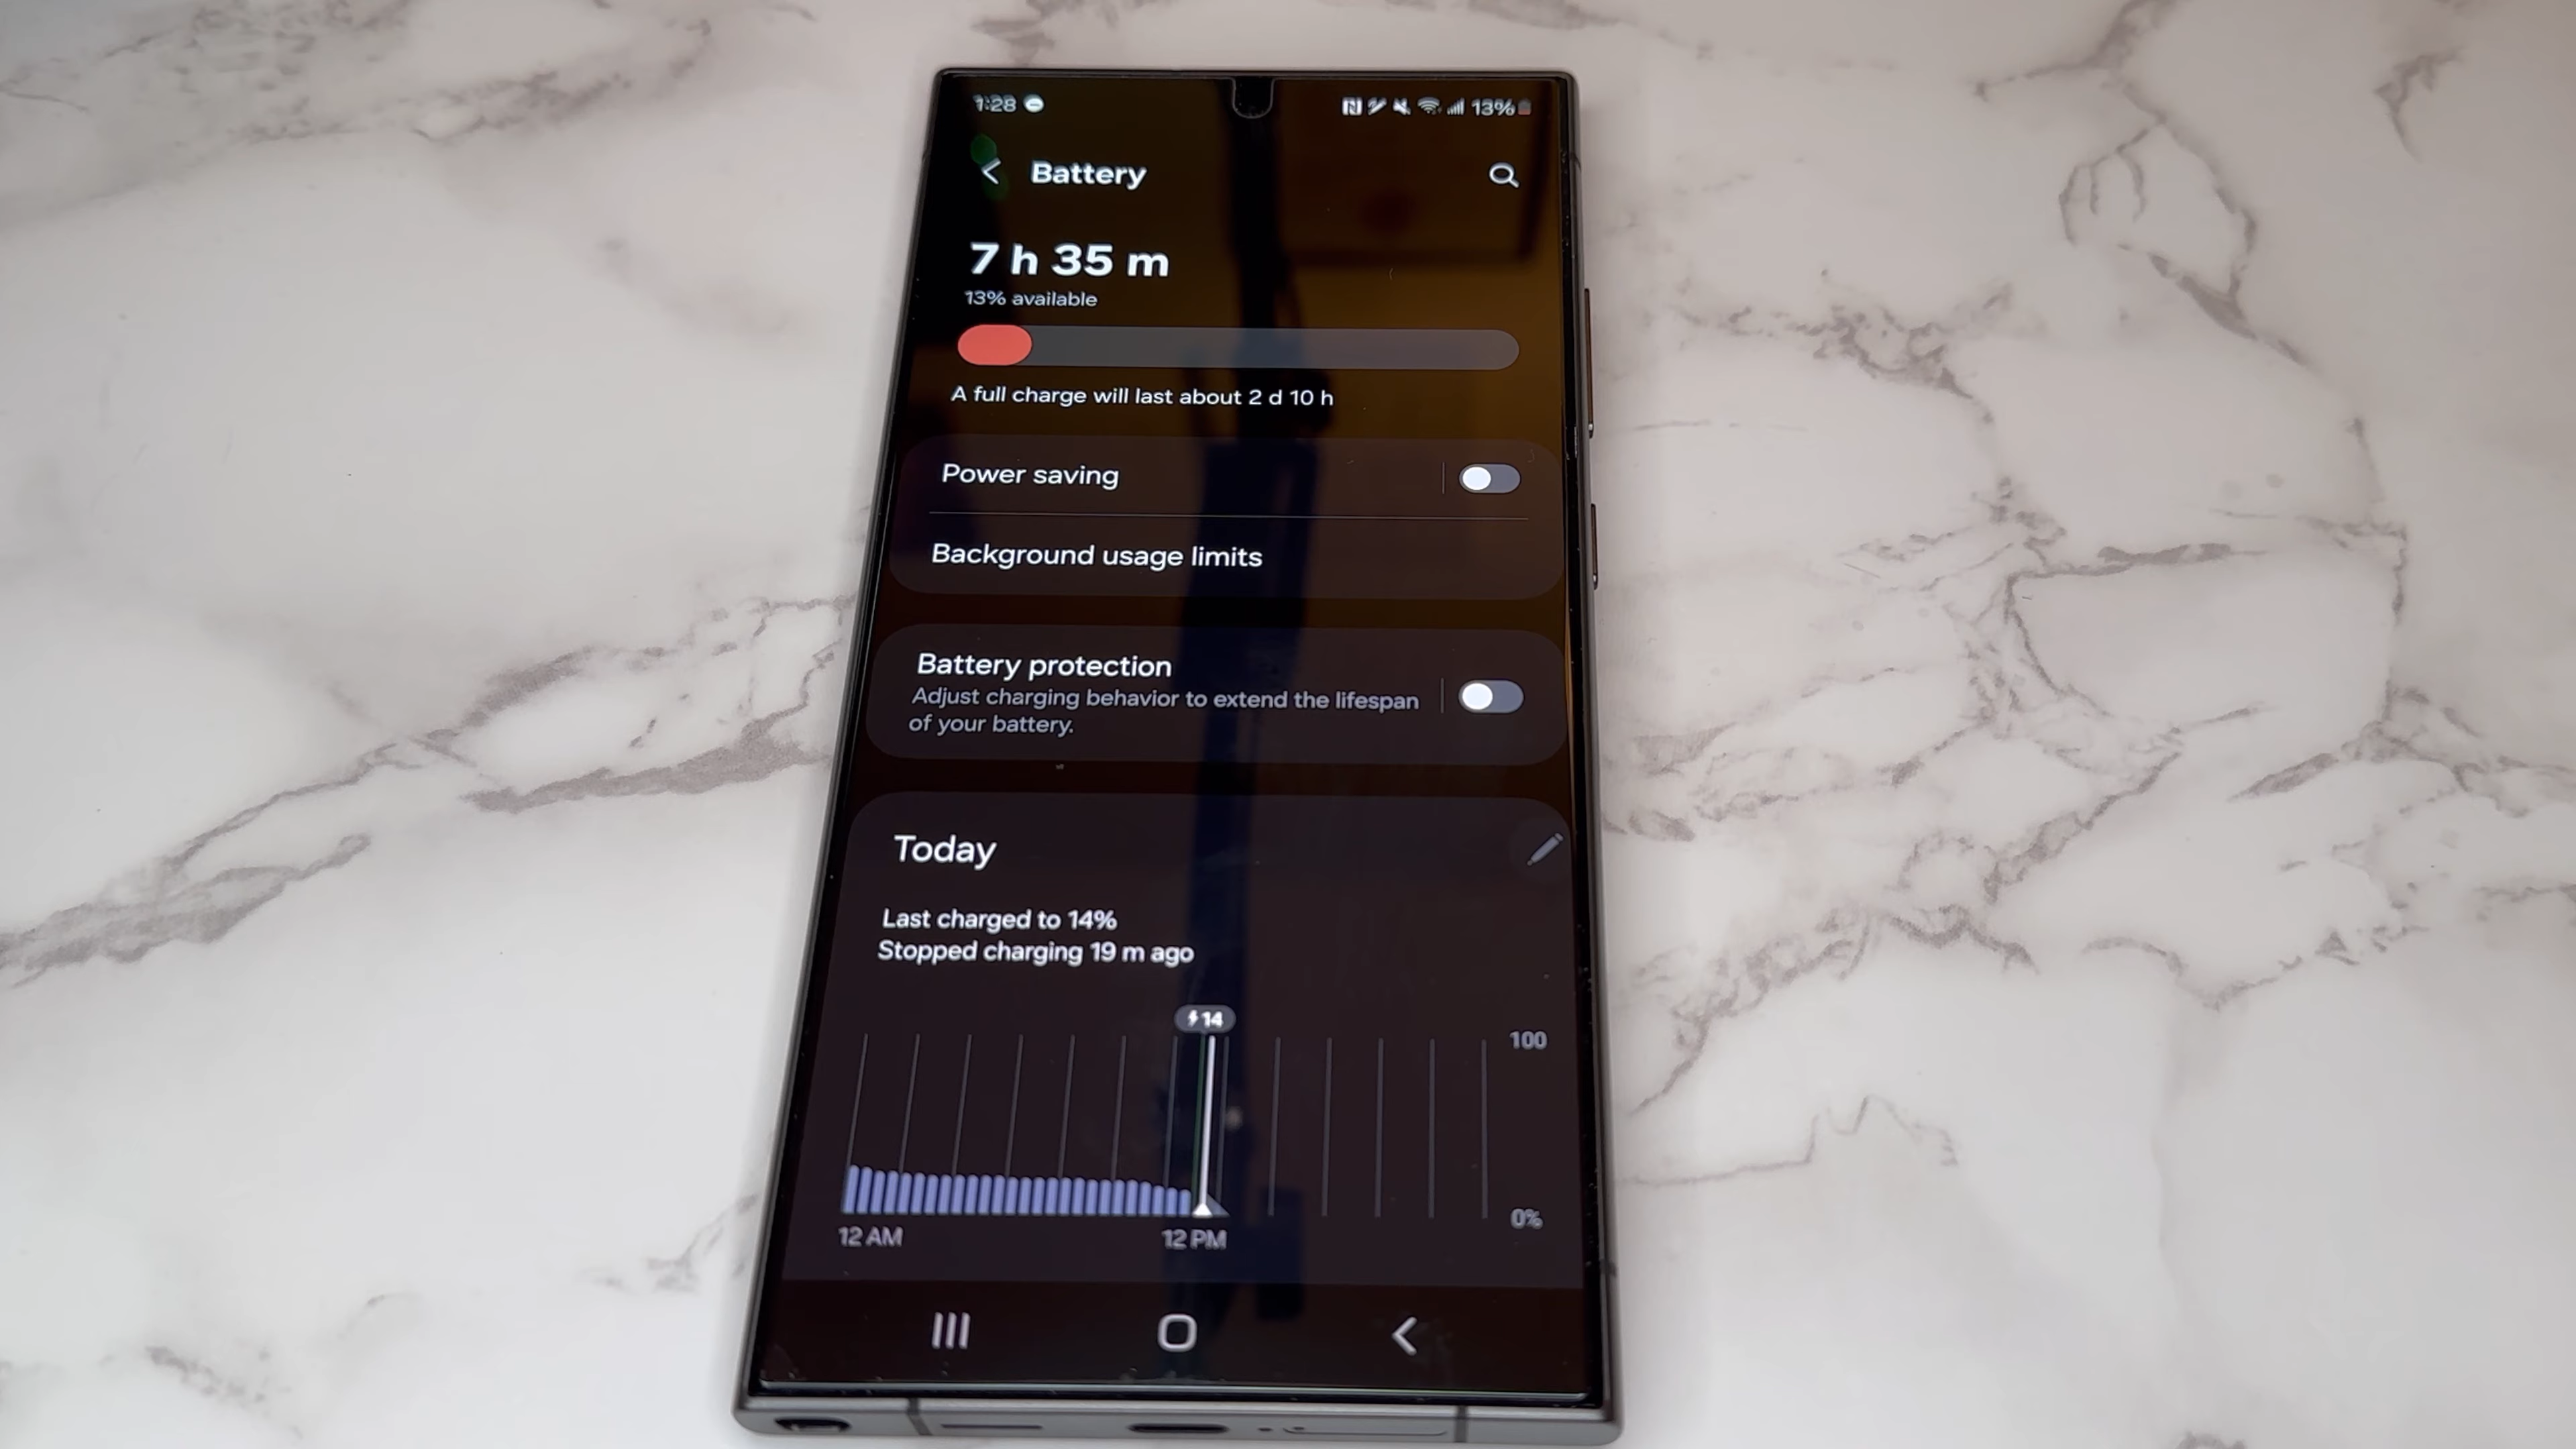 1:28
13%
Battery
7 h 35 m
13% available
A full charge will last about 2 d 10 h
Power saving
Background usage limits
Battery protection
Adjust charging behavior to extend the lifespan
of your battery.
Today
Last charged to 14%
Stopped charging 19 m ago
14
100
0%
12 AM
12 PM